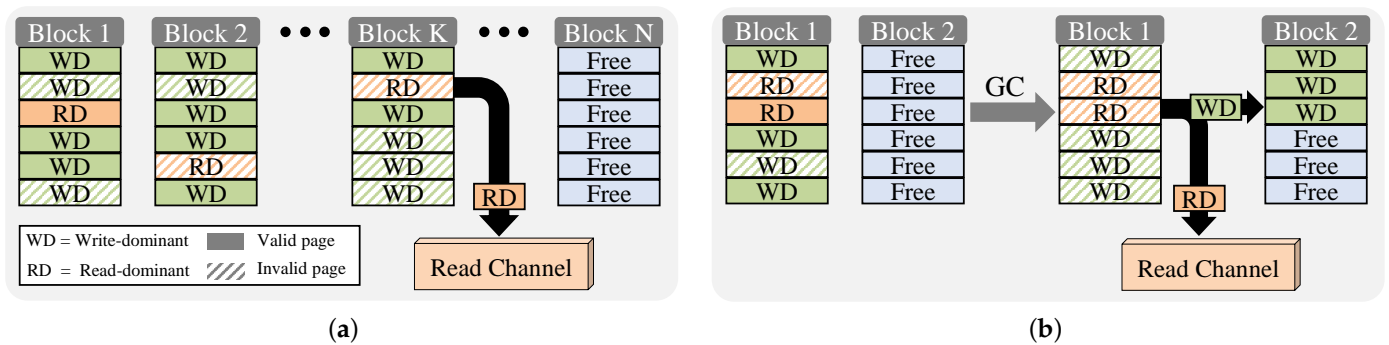 Block 1 Block 2 ••• Block K ••• Block N
WD WD WD Free
WD WD RD Free
RD WD WD Free
WD WD WD Free
WD RD WD Free
WD WD WD Free
RD
WD = Write-dominant Valid page
RD = Read-dominant Invalid page
Read Channel
(a)
Block 1 Block 2 Block 1 Block 2
WD Free WD WD
RD Free GC RD WD
RD Free RD WD WD
WD Free WD Free
WD Free WD Free
WD Free WD Free
RD
Read Channel
(b)